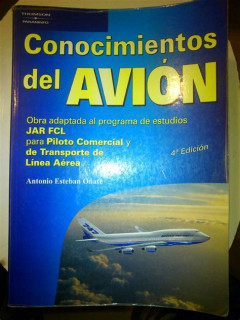 Conocimientos
del AVIÓN
Obra adaptada al programa de estudios
JAR FCL
para Piloto Comercial y
de Transporte de
Línea Aérea
4ª Edición
Antonio Esteban Oñate